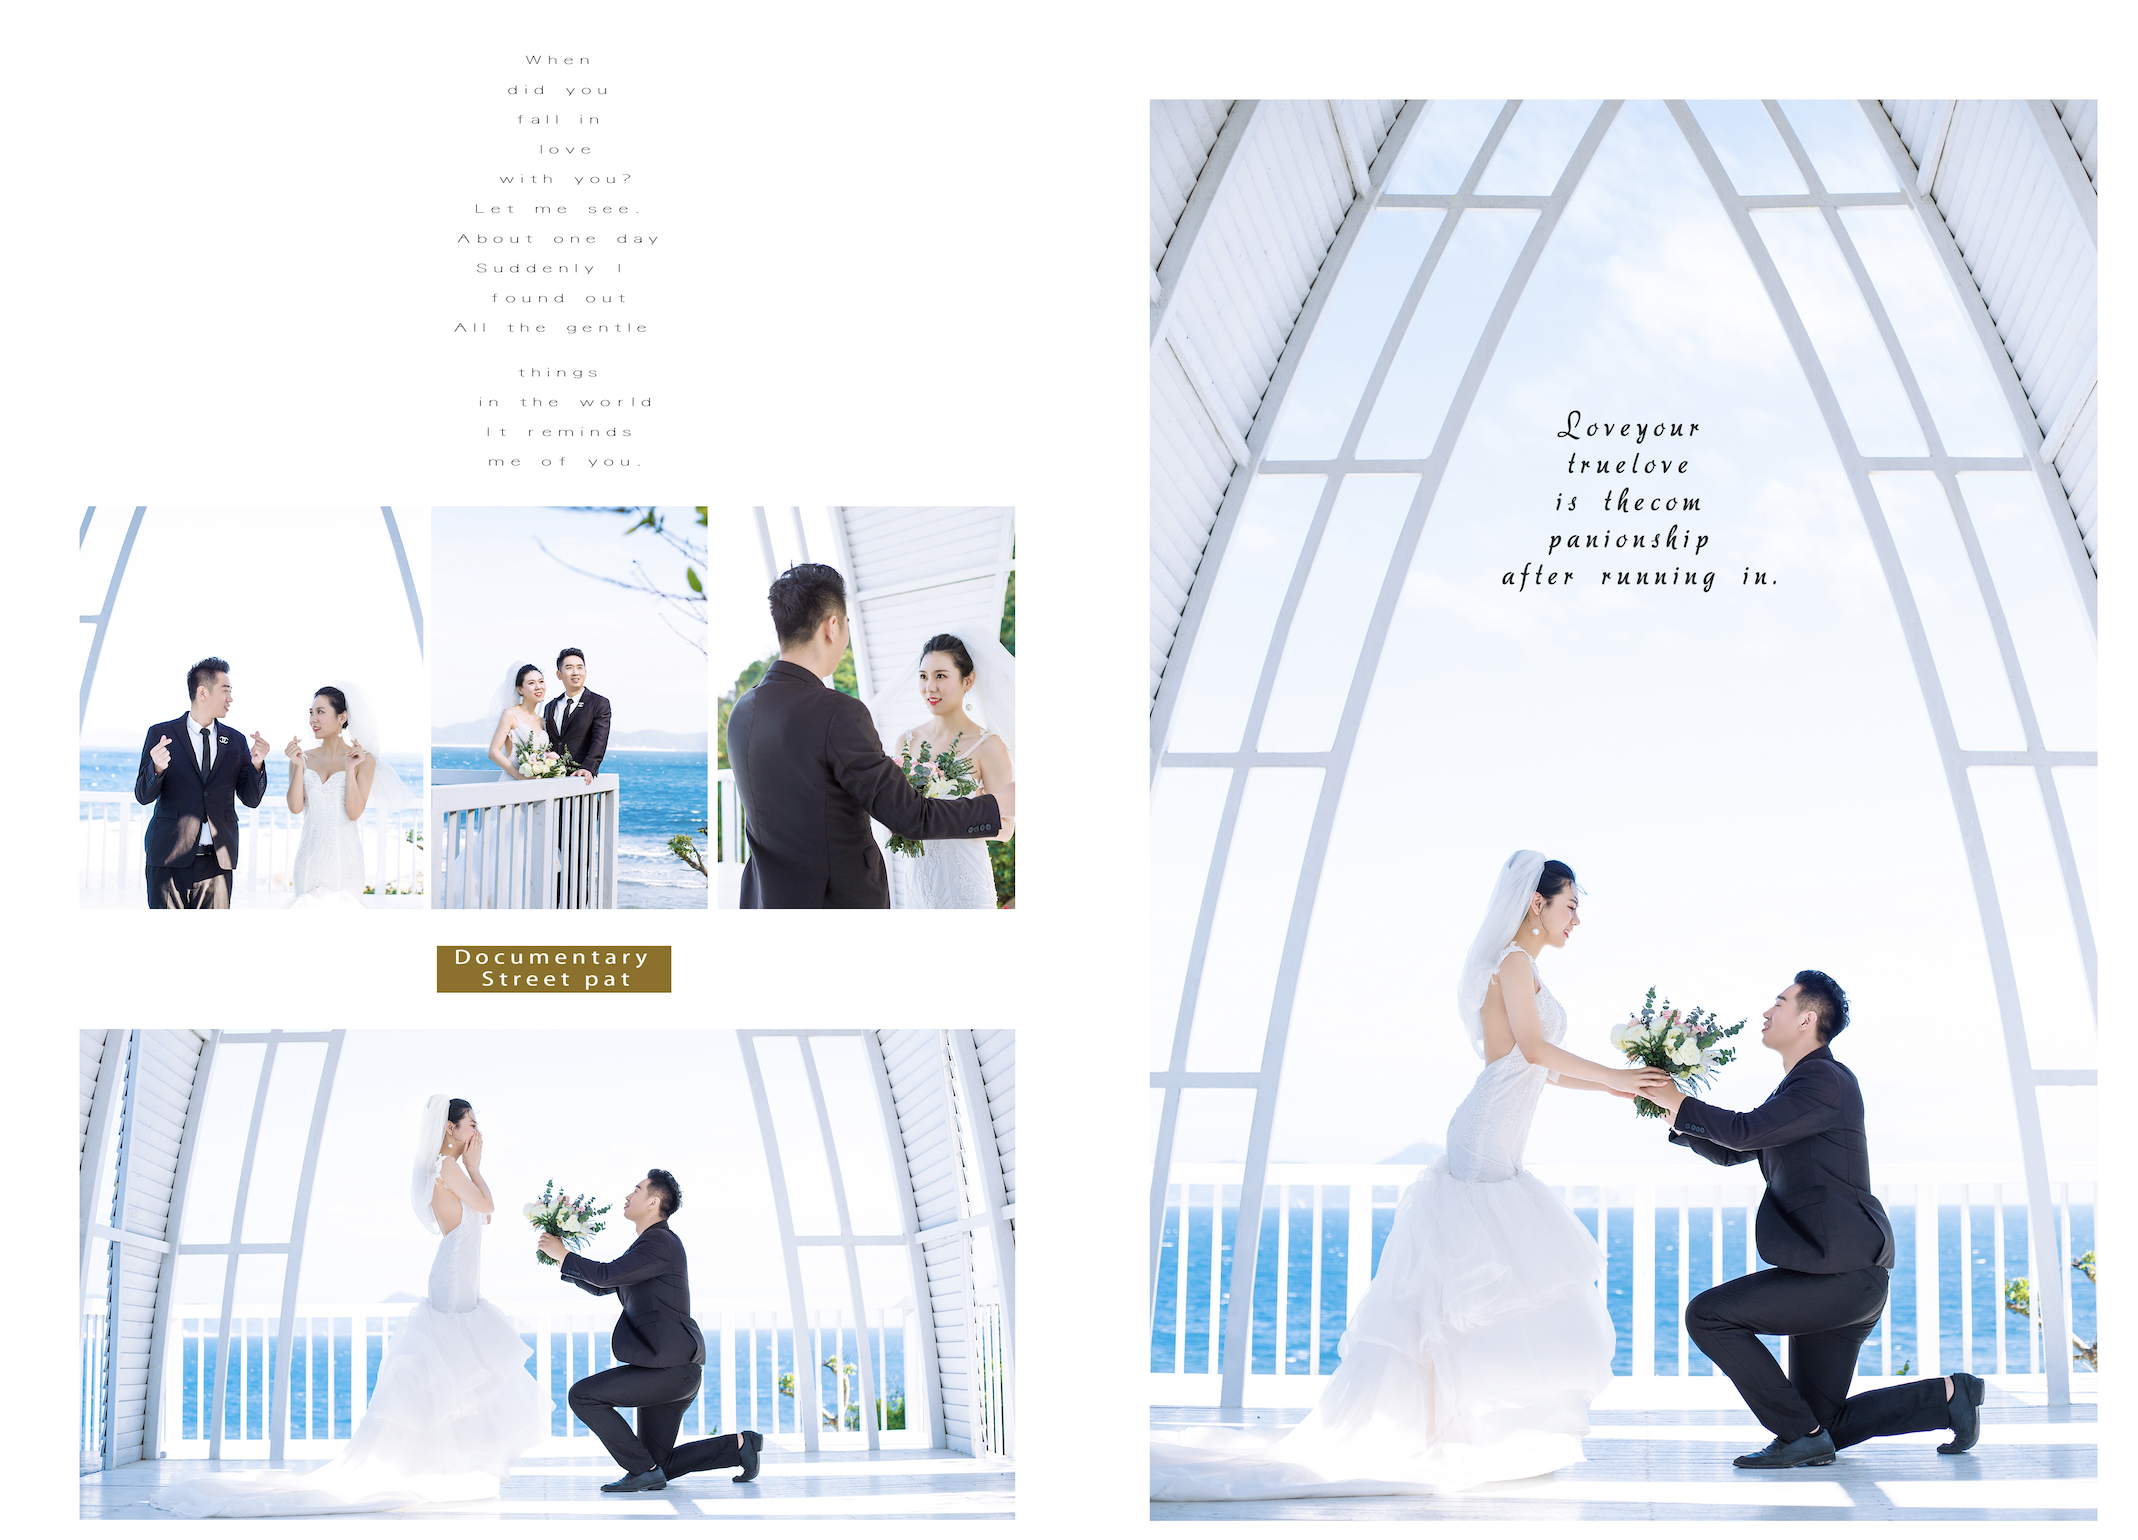 When
did you
fall in
love
with you?
Let me see.
About one day
Suddenly I
found out
All the gentle
things
in the world
It reminds
me of you.
Documentary
Street pat
Loveyour
truelove
is thecom
panionship
after running in.